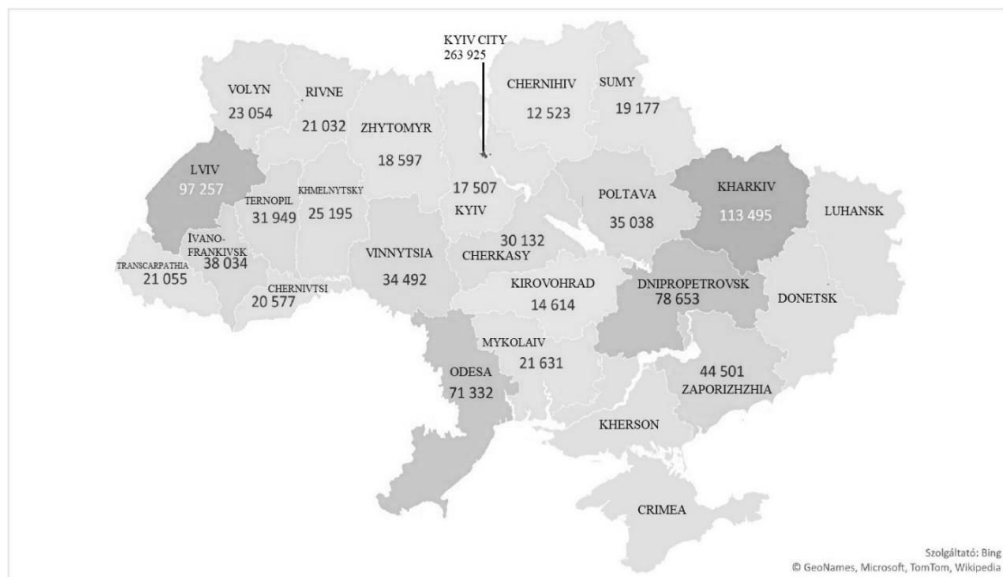 KYIV CITY
263 925
CHERNIHIV
12 523
SUMY
19 177
VOLYN
23 054
RIVNE
21 032
ZHYTOMYR
18 597
LVIV
97 257
TERNOPIL
31 949
KHMELNYTSKY
25 195
17 507
KYIV
POLTAVA
35 038
KHARKIV
113 495
LUHANSK
IVANO-
FRANKIVSK
38 034
TRANSCARPATHIA
21 055
CHERNIVTSI
20 577
VINNYTSIA
34 492
30 132
CHERKASY
KIROVOHRAD
14 614
DNIPROPETROVSK
78 653
DONETSK
MYKOLAIV
21 631
ODESA
71 332
44 501
ZAPORIZHZHIA
KHERSON
CRIMEA
Szolgáltató: Bing
© GeoNames, Microsoft, TomTom, Wikipedia